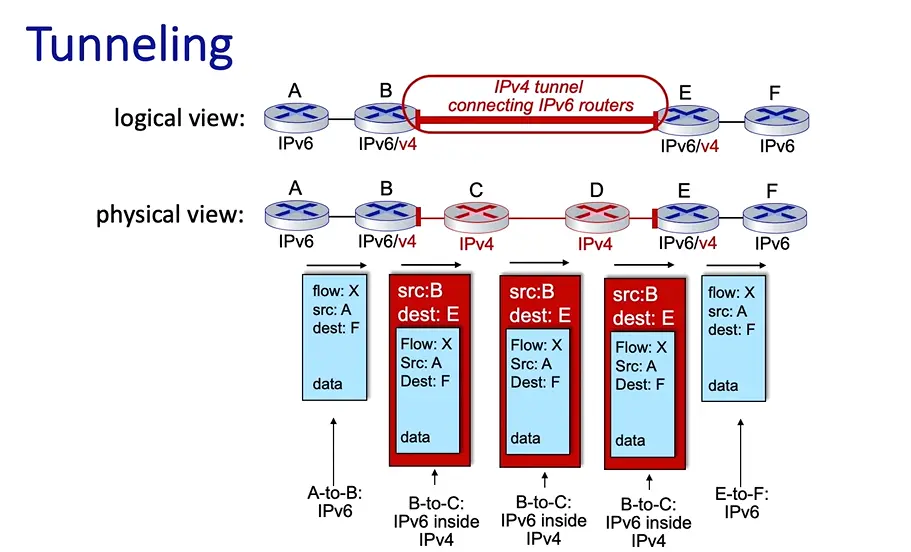 Tunneling
IPv4 tunnel
connecting IPv6 routers
A B E F
logical view:
IPv6 IPv6/v4 IPv6/v4 IPv6
A B C D E F
physical view:
IPv6 IPv6/v4 IPv4 IPv4 IPv6/v4 IPv6
flow: X
src: A
dest: F
data
src:B
dest: E
Flow: X
Src: A
Dest: F
data
src:B
dest: E
Flow: X
Src: A
Dest: F
data
src:B
dest: E
Flow: X
Src: A
Dest: F
data
flow: X
src: A
dest: F
data
A-to-B:
IPv6
B-to-C:
IPv6 inside
IPv4
B-to-C:
IPv6 inside
IPv4
B-to-C:
IPv6 inside
IPv4
E-to-F:
IPv6